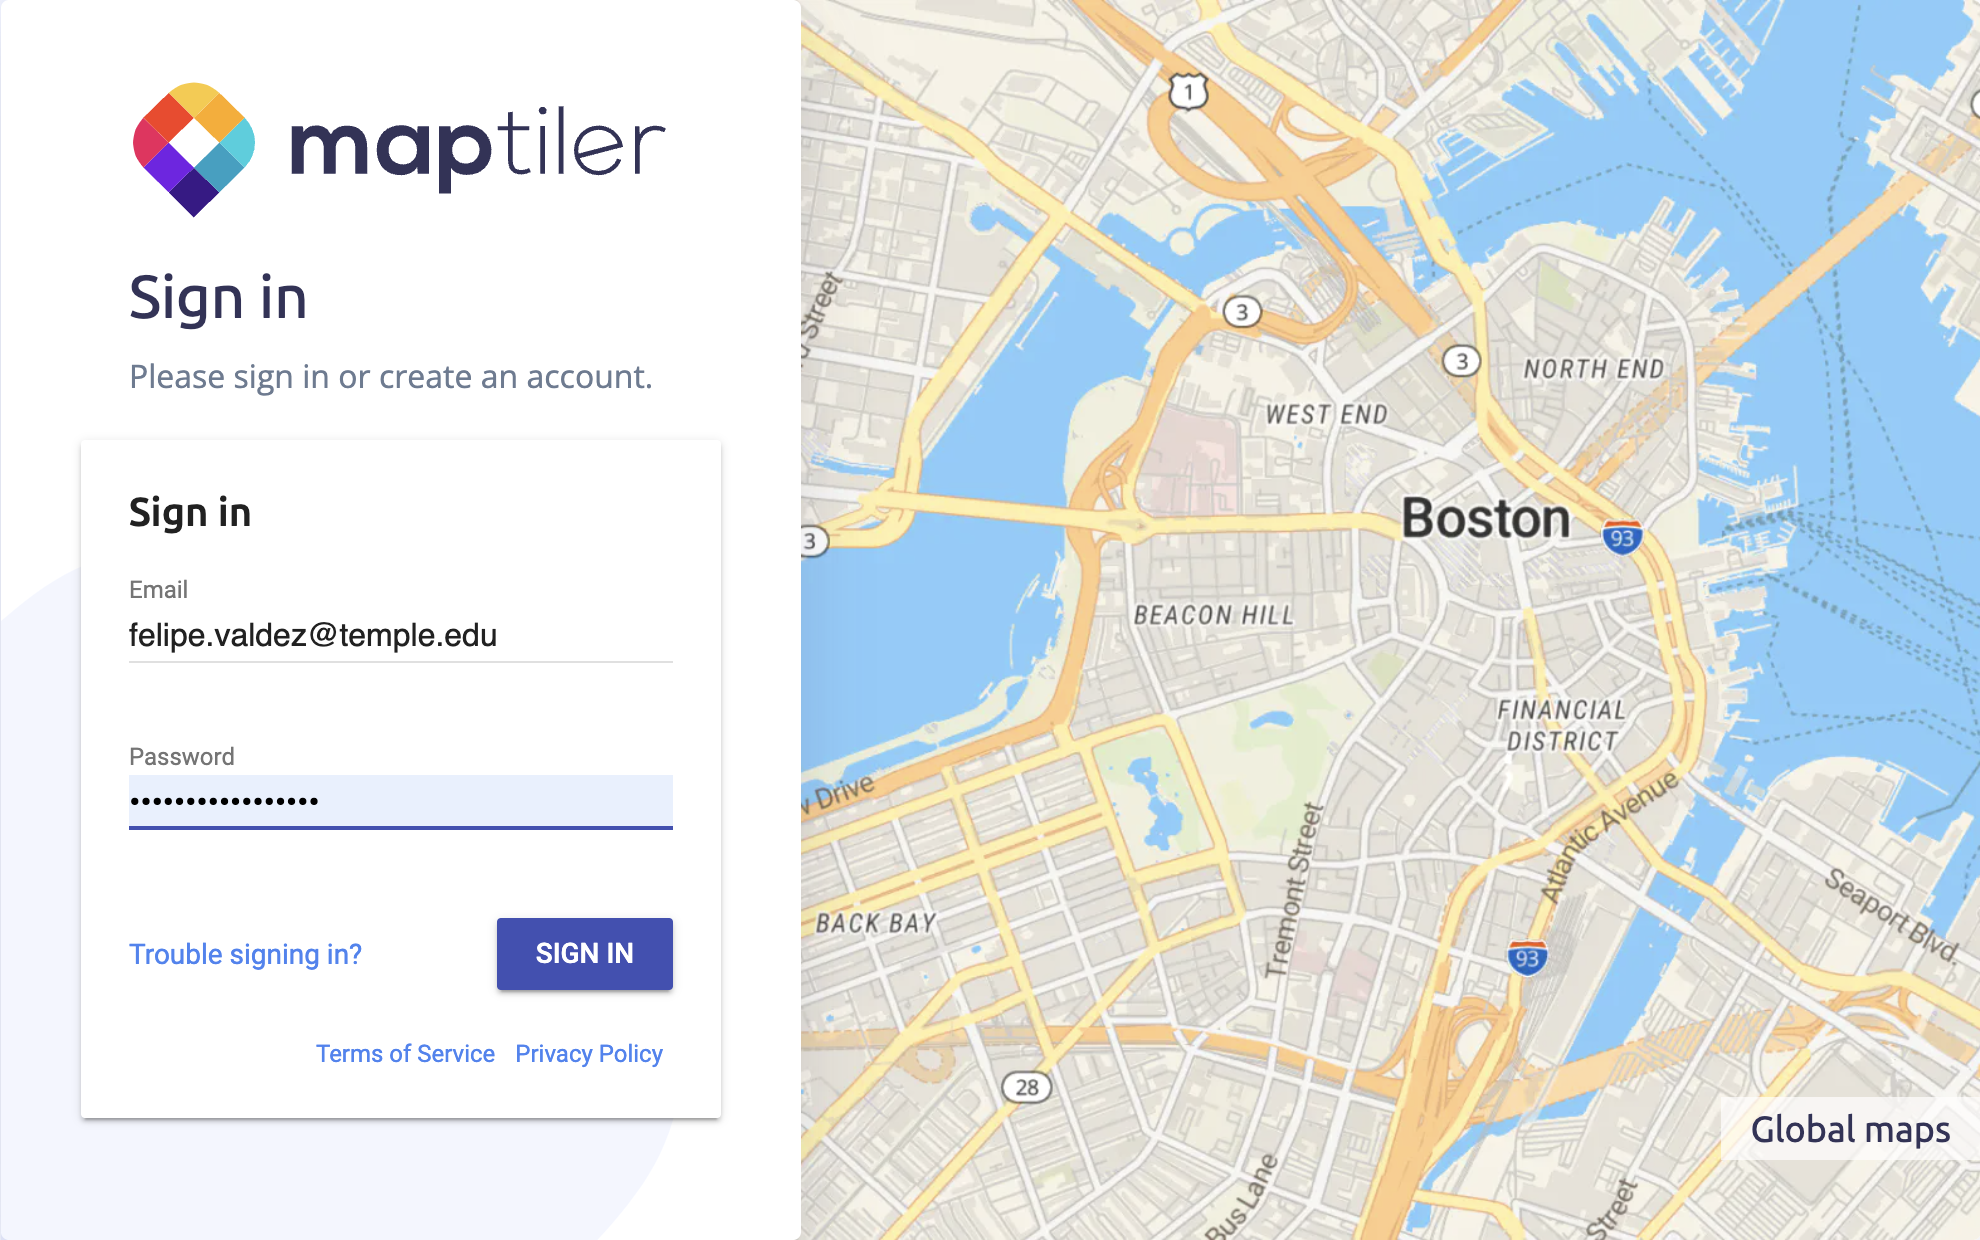 maptiler
Sign in
Please sign in or create an account.
Sign in
Email
felipe.valdez@temple.edu
Password
•••••••••••••••••
Trouble signing in?
SIGN IN
Terms of Service Privacy Policy
1
3
Street
3
NORTH END
WEST END
Boston
93
3
BEACON HILL
FINANCIAL
DISTRICT
Drive
Atlantic Avenue
Tremont Street
Seaport Blvd.
BACK BAY
93
28
Global maps
Bus Lane
Street